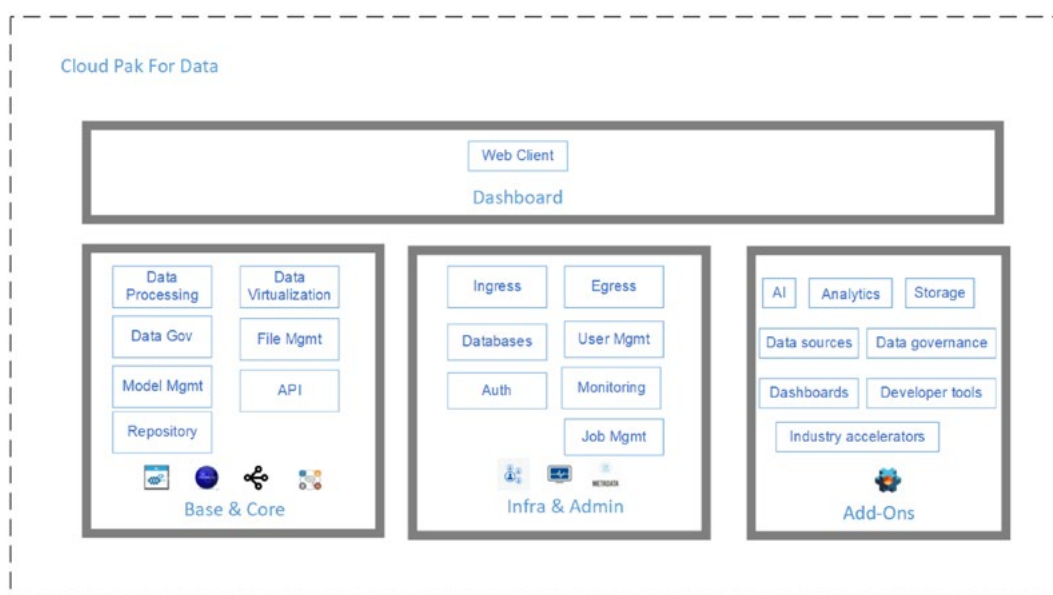 Cloud Pak For Data
Web Client
Dashboard
Data
Processing
Data
Virtualization
Data Gov
File Mgmt
Model Mgmt
API
Repository
Base & Core
Ingress
Egress
Databases
User Mgmt
Auth
Monitoring
Job Mgmt
METADATA
Infra & Admin
AI
Analytics
Storage
Data sources
Data governance
Dashboards
Developer tools
Industry accelerators
Add-Ons